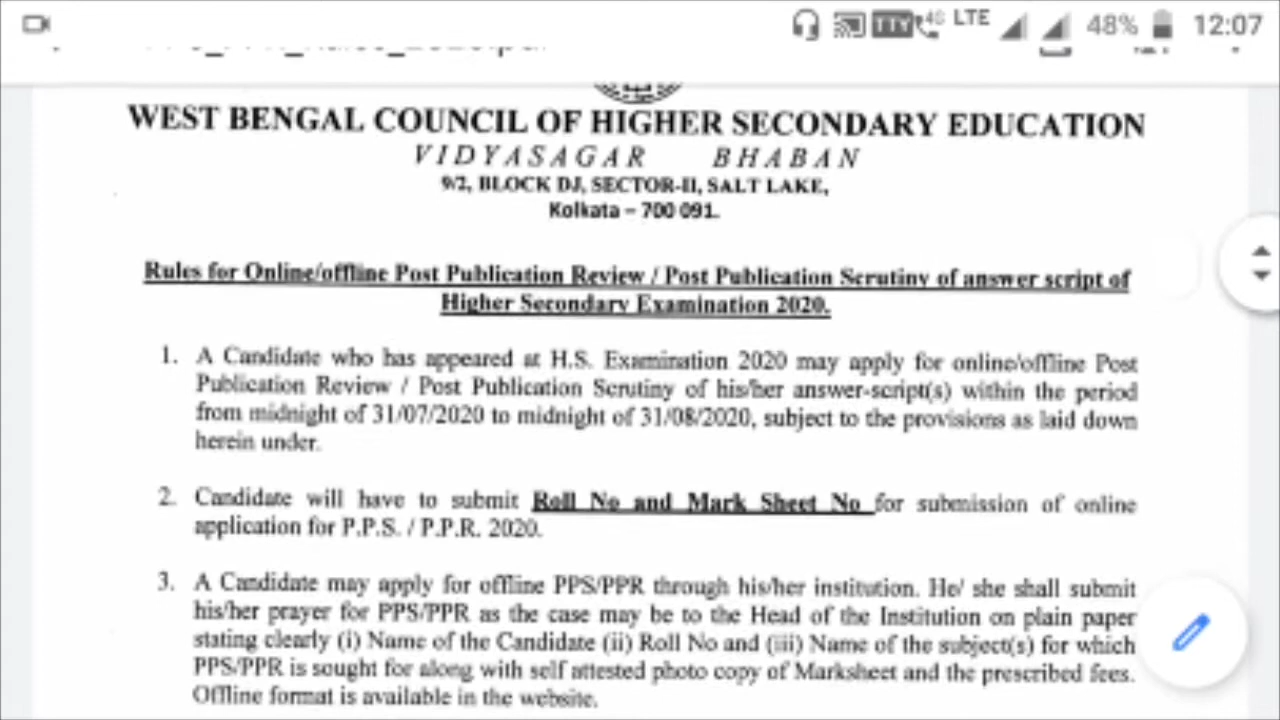 TTY 4G LTE 48% 12:07
WEST BENGAL COUNCIL OF HIGHER SECONDARY EDUCATION
VIDYASAGAR BHABAN
9/2, BLOCK DJ, SECTOR-II, SALT LAKE,
Kolkata – 700 091.
Rules for Online/offline Post Publication Review / Post Publication Scrutiny of answer script of
Higher Secondary Examination 2020.
1. A Candidate who has appeared at H.S. Examination 2020 may apply for online/offline Post
Publication Review / Post Publication Scrutiny of his/her answer-script(s) within the period
from midnight of 31/07/2020 to midnight of 31/08/2020, subject to the provisions as laid down
herein under.
2. Candidate will have to submit Roll No and Mark Sheet No for submission of online
application for P.P.S. / P.P.R. 2020.
3. A Candidate may apply for offline PPS/PPR through his/her institution. He/ she shall submit
his/her prayer for PPS/PPR as the case may be to the Head of the Institution on plain paper
stating clearly (i) Name of the Candidate (ii) Roll No and (iii) Name of the subject(s) for which
PPS/PPR is sought for along with self attested photo copy of Marksheet and the prescribed fees.
Offline format is available in the website.